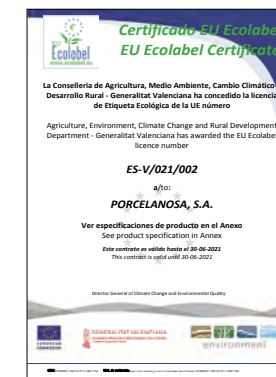 Certificado EU Ecolabel
EU Ecolabel Certificate
EU
Ecolabel
www.ecolabel.eu
La Conselleria de Agricultura, Medio Ambiente, Cambio Climático
Desarrollo Rural - Generalitat Valenciana ha concedido la licencia
de Etiqueta Ecológica de la UE número
Agriculture, Environment, Climate Change and Rural Development
Department - Generalitat Valenciana has awarded the EU Ecolabel
licence number
ES-V/021/002
a/to:
PORCELANOSA, S.A.
Ver especificaciones de producto en el Anexo
See product specification in Annex
Este contrato es válido hasta el 30-06-2021
This contract is valid until 30-06-2021
Director General of Climate Change and Environmental Quality
EUROPEAN
COMMISSION
GENERALITAT VALENCIANA
environment